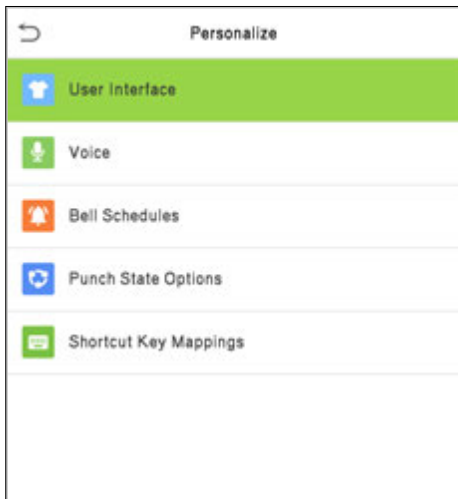 Personalize
User Interface
Voice
Bell Schedules
Punch State Options
Shortcut Key Mappings